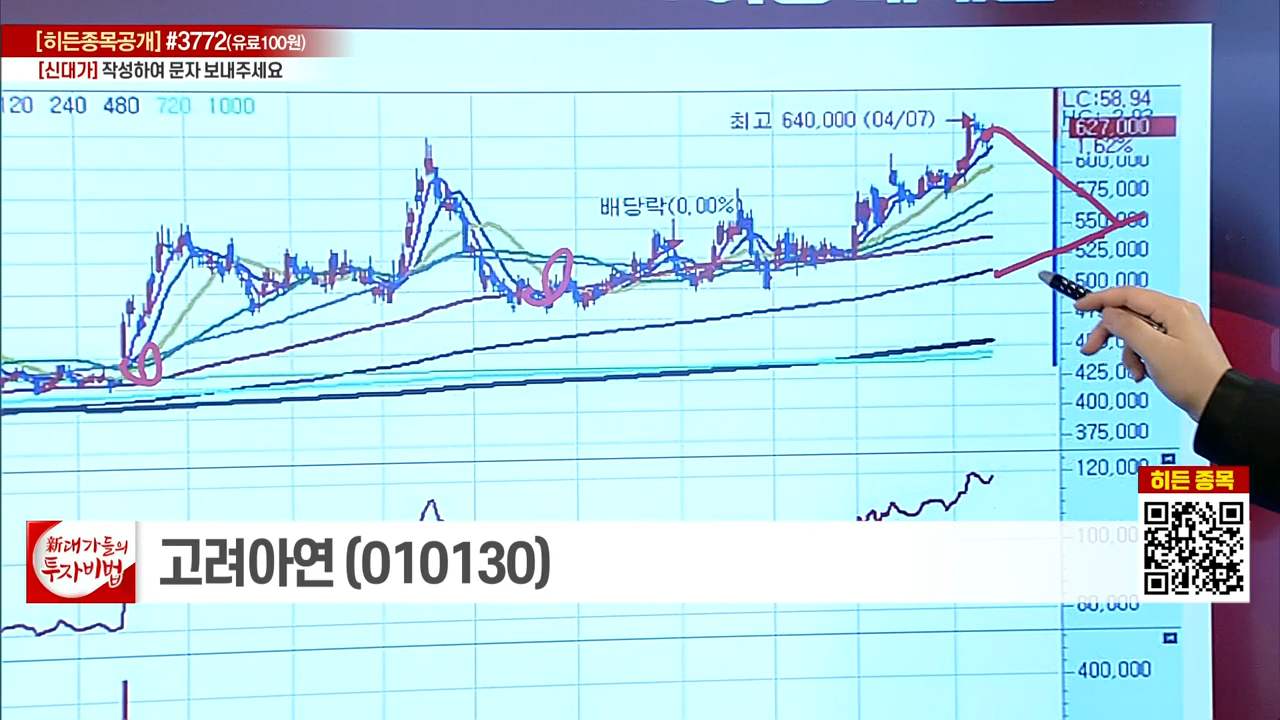 [히든종목공개] #3772(유료100원)
[신대가] 작성하여 문자 보내주세요
120 240 480 720 1000
최고 640,000 (04/07)
배당락(0.00%)
LC:58.94
627,000
1.62%
600,000
575,000
550,000
525,000
500,000
425,00
400,000
375,000
120,000
100,000
80,000
400,000
히든 종목
新대가들의
투자비법
고려아연 (010130)